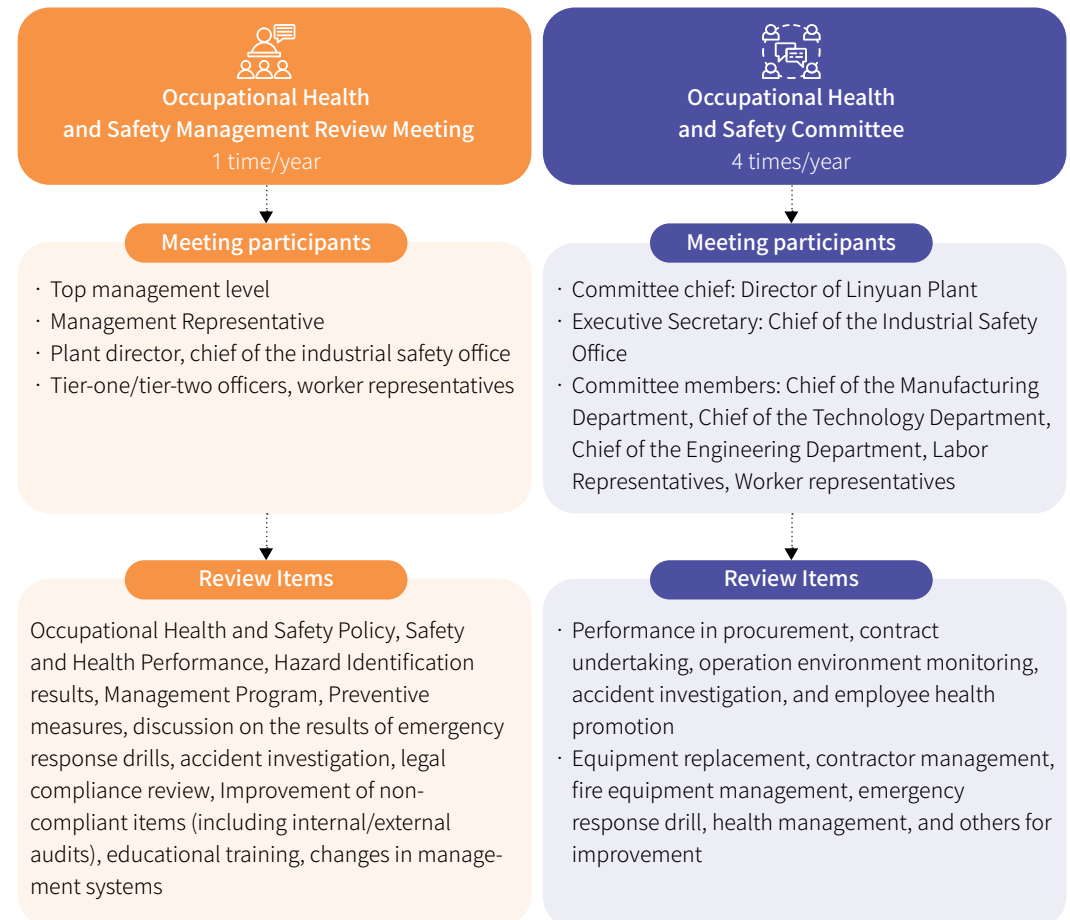 Occupational Health
and Safety Management Review Meeting
1 time/year
Meeting participants
· Top management level
· Management Representative
· Plant director, chief of the industrial safety office
· Tier-one/tier-two officers, worker representatives
Review Items
Occupational Health and Safety Policy, Safety
and Health Performance, Hazard Identification
results, Management Program, Preventive
measures, discussion on the results of emergency
response drills, accident investigation, legal
compliance review, Improvement of non-
compliant items (including internal/external
audits), educational training, changes in manage-
ment systems
Occupational Health
and Safety Committee
4 times/year
Meeting participants
· Committee chief: Director of Linyuan Plant
· Executive Secretary: Chief of the Industrial Safety
Office
· Committee members: Chief of the Manufacturing
Department, Chief of the Technology Department,
Chief of the Engineering Department, Labor
Representatives, Worker representatives
Review Items
· Performance in procurement, contract
undertaking, operation environment monitoring,
accident investigation, and employee health
promotion
· Equipment replacement, contractor management,
fire equipment management, emergency
response drill, health management, and others for
improvement